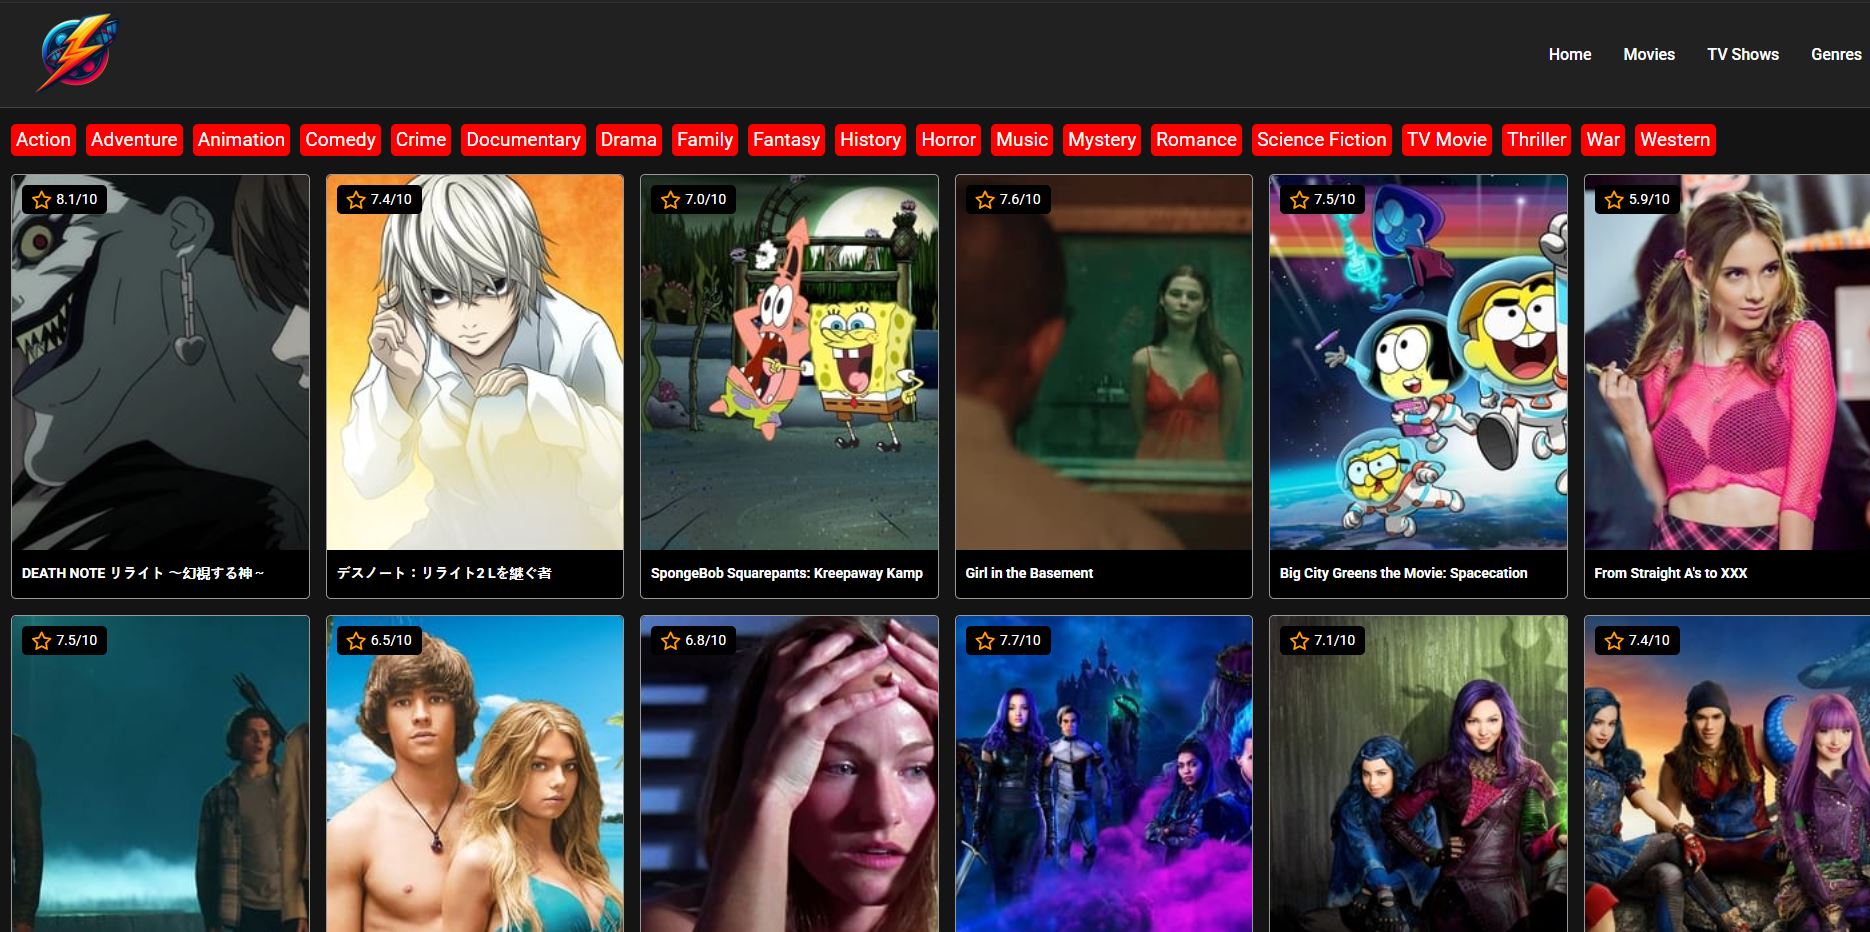 Home Movies TV Shows Genres
Action Adventure Animation Comedy Crime Documentary Drama Family Fantasy History Horror Music Mystery Romance Science Fiction TV Movie Thriller War Western
8.1/10 7.4/10 7.0/10 7.6/10 7.5/10 5.9/10
DEATH NOTE リライト 〜幻視する神～ デスノート：リライト2 Lを継ぐ者 SpongeBob Squarepants: Kreepaway Kamp Girl in the Basement Big City Greens the Movie: Spacecation From Straight A's to XXX
7.5/10 6.5/10 6.8/10 7.7/10 7.1/10 7.4/10